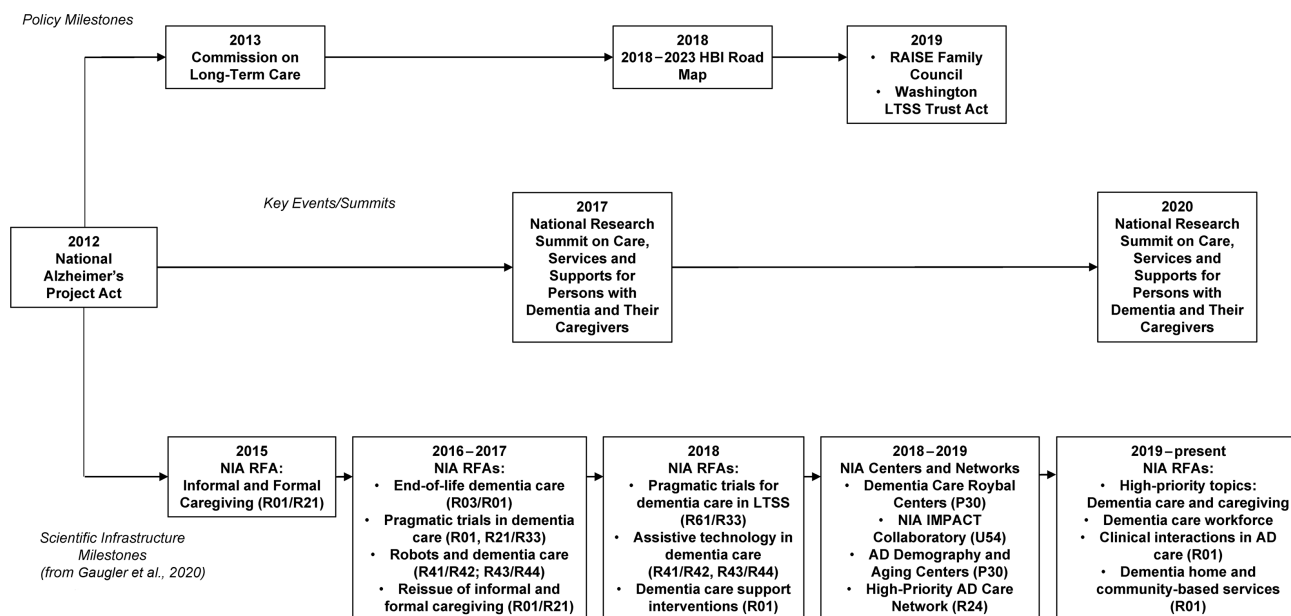 Policy Milestones
2013
Commission on
Long-Term Care
2018
2018–2023 HBI Road
Map
2019
• RAISE Family
Council
• Washington
LTSS Trust Act
Key Events/Summits
2012
National
Alzheimer's
Project Act
2017
National Research
Summit on Care,
Services and
Supports for
Persons with
Dementia and Their
Caregivers
2020
National Research
Summit on Care,
Services and
Supports for
Persons with
Dementia and Their
Caregivers
Scientific Infrastructure
Milestones
(from Gaugler et al., 2020)
2015
NIA RFA:
Informal and Formal
Caregiving (R01/R21)
2016–2017
NIA RFAs:
• End-of-life dementia care
(R03/R01)
• Pragmatic trials in dementia
care (R01, R21/R33)
• Robots and dementia care
(R41/R42; R43/R44)
• Reissue of informal and
formal caregiving (R01/R21)
2018
NIA RFAs:
• Pragmatic trials for
dementia care in LTSS
(R61/R33)
• Assistive technology in
dementia care
(R41/R42, R43/R44)
• Dementia care support
interventions (R01)
2018–2019
NIA Centers and Networks
• Dementia Care Roybal
Centers (P30)
• NIA IMPACT
Collaboratory (U54)
• AD Demography and
Aging Centers (P30)
• High-Priority AD Care
Network (R24)
2019–present
NIA RFAs:
• High-priority topics:
Dementia care and caregiving
• Dementia care workforce
• Clinical interactions in AD
care (R01)
• Dementia home and
community-based services
(R01)